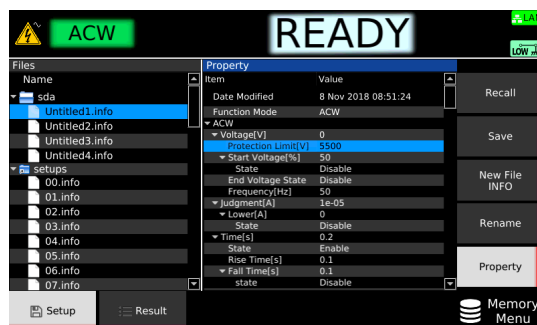 ACW
READY
LAN
LOW
Files
Property
Name
Item Value
sda
Date Modified 8 Nov 2018 08:51:24
Untitled1.info
Function Mode ACW
Untitled2.info
ACW
Untitled3.info
Voltage[V] 0
Untitled4.info
Protection Limit[V] 5500
setups
Start Voltage[%] 50
00.info
State Disable
01.info
End Voltage State Disable
02.info
Frequency[Hz] 50
03.info
Judgment[A] 1e-05
04.info
Lower[A] 0
05.info
State Disable
06.info
Time[s] 0.2
07.info
State Enable
Rise Time[s] 0.1
Fall Time[s] 0.1
state Disable
Recall
Save
New File
INFO
Rename
Property
Setup
Result
Memory
Menu